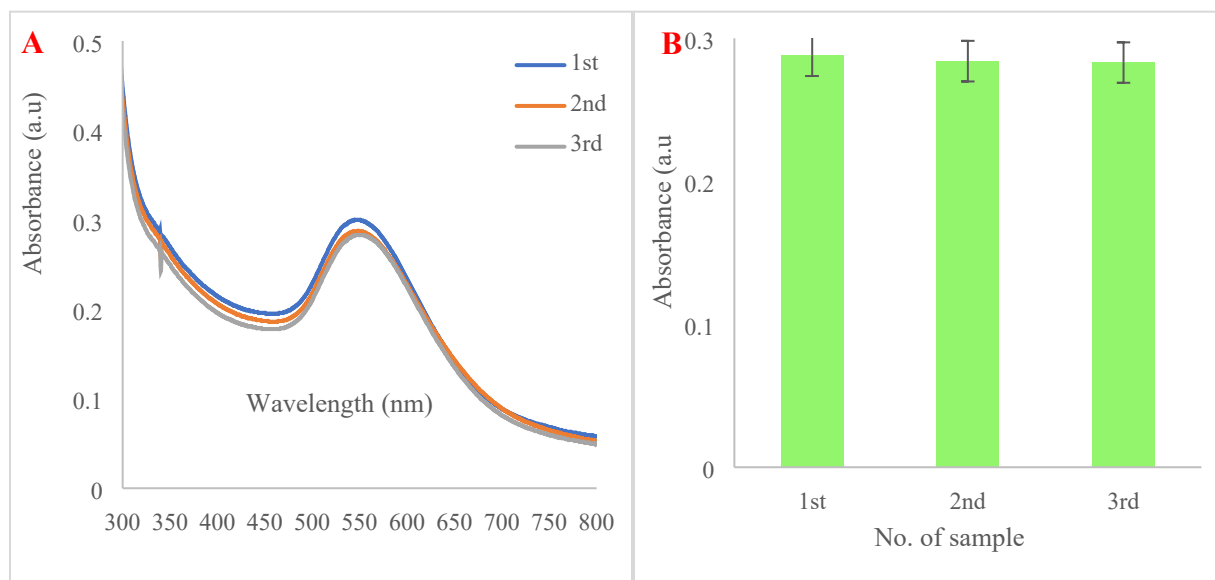 A
Absorbance (a.u)
0.5
0.4
0.3
0.2
0.1
0
1st
2nd
3rd
Wavelength (nm)
300 350 400 450 500 550 600 650 700 750 800
B
Absorbance (a.u
0.3
0.2
0.1
0
1st 2nd 3rd
No. of sample